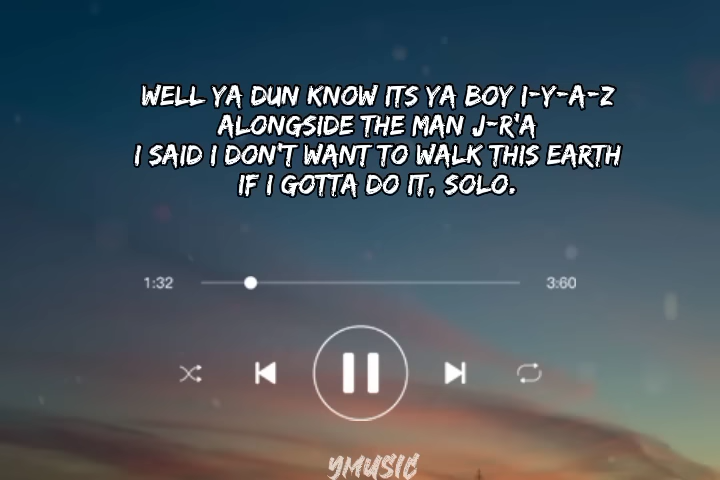 WELL YA DUN KNOW ITS YA BOY I-Y-A-Z
ALONGSIDE THE MAN J-R'A
I SAID I DON'T WANT TO WALK THIS EARTH
IF I GOTTA DO IT, SOLO.
1:32 3:60
YMUSIC